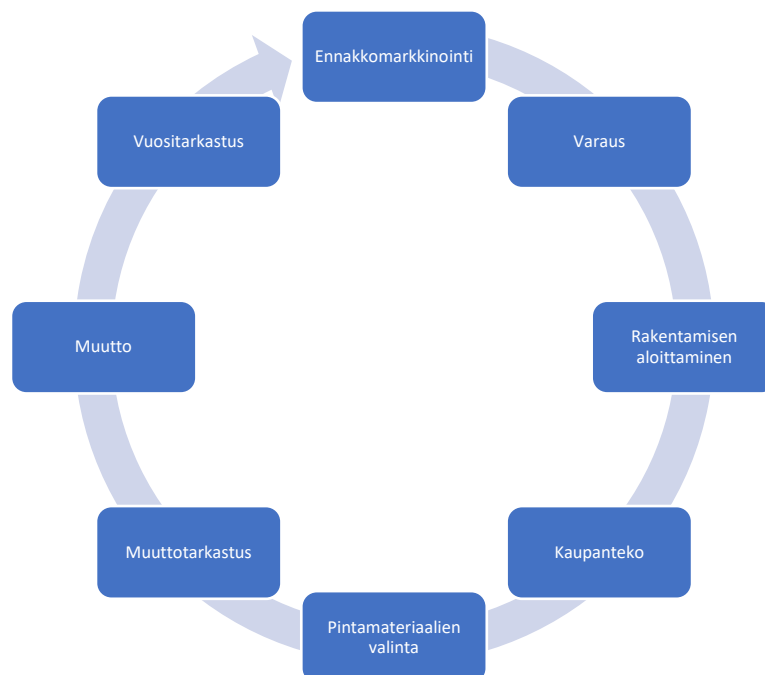 Ennakkomarkkinointi
Varaus
Rakentamisen
aloittaminen
Kaupanteko
Pintamateriaalien
valinta
Muuttotarkastus
Muutto
Vuositarkastus